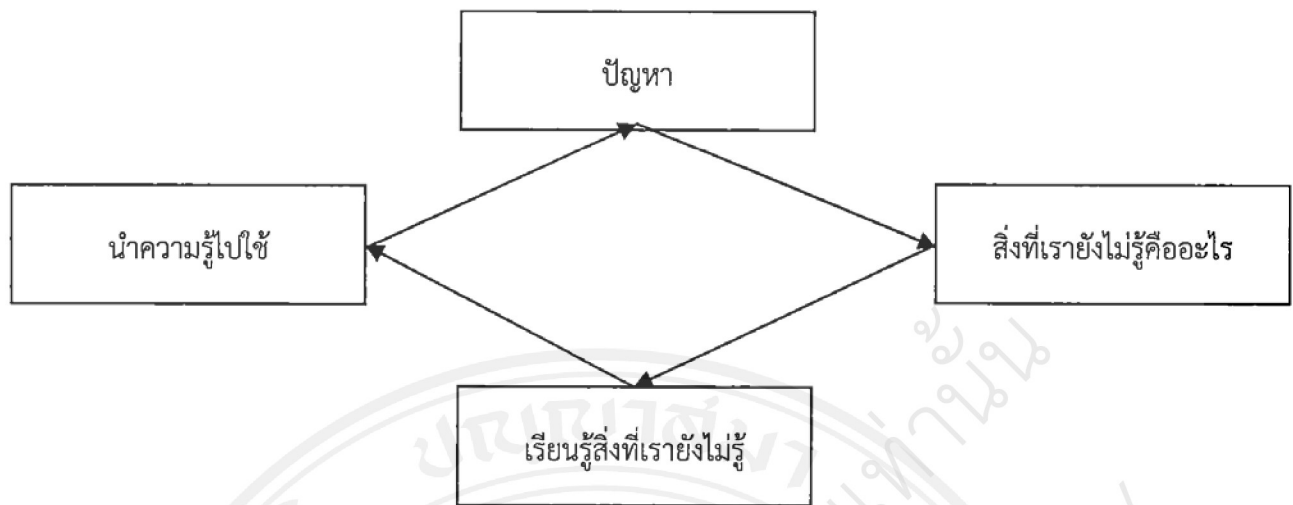 ปัญหา
นำความรู้ไปใช้
สิ่งที่เรายังไม่รู้คืออะไร
เรียนรู้สิ่งที่เรายังไม่รู้